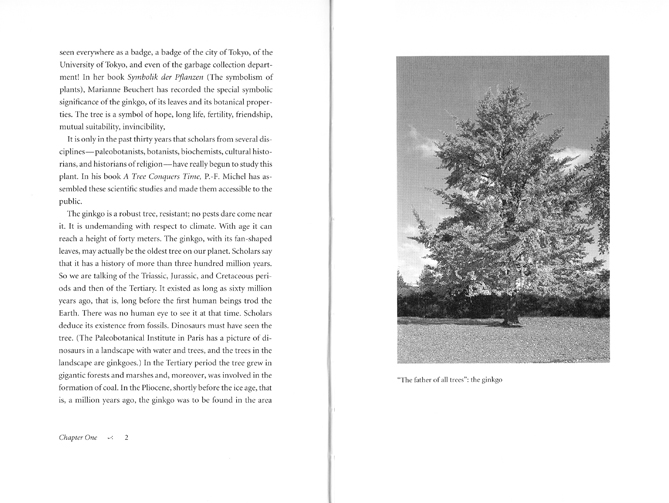 seen everywhere as a badge, a badge of the city of Tokyo, of the
University of Tokyo, and even of the garbage collection depart-
ment! In her book Symbolik der Pflanzen (The symbolism of
plants), Marianne Beuchert has recorded the special symbolic
significance of the ginkgo, of its leaves and its botanical proper-
ties. The tree is a symbol of hope, long life, fertility, friendship,
mutual suitability, invincibility.
It is only in the past thirty years that scholars from several dis-
ciplines—paleobotanists, botanists, biochemists, cultural histo-
rians, and historians of religion—have really begun to study this
plant. In his book A Tree Conquers Time, P.-F. Michel has as-
sembled these scientific studies and made them accessible to the
public.
The ginkgo is a robust tree, resistant; no pests dare come near
it. It is undemanding with respect to climate. With age it can
reach a height of forty meters. The ginkgo, with its fan-shaped
leaves, may actually be the oldest tree on our planet. Scholars say
that it has a history of more than three hundred million years.
So we are talking of the Triassic, Jurassic, and Cretaceous peri-
ods and then of the Tertiary. It existed as long as sixty million
years ago, that is, long before the first human beings trod the
Earth. There was no human eye to see it at that time. Scholars
deduce its existence from fossils. Dinosaurs must have seen the
tree. (The Paleobotanical Institute in Paris has a picture of di-
nosaurs in a landscape with water and trees, and the trees in the
landscape are ginkgoes.) In the Tertiary period the tree grew in
gigantic forests and marshes and, moreover, was involved in the
formation of coal. In the Pliocene, shortly before the ice age, that
is, a million years ago, the ginkgo was to be found in the area
Chapter One 2
"The father of all trees": the ginkgo